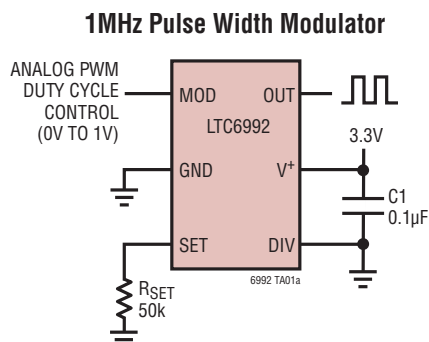 1MHz Pulse Width Modulator
ANALOG PWM
DUTY CYCLE
CONTROL
(0V TO 1V)
MOD
OUT
LTC6992
3.3V
GND
V+
C1
0.1µF
SET
DIV
6992 TA01a
RSET
50k